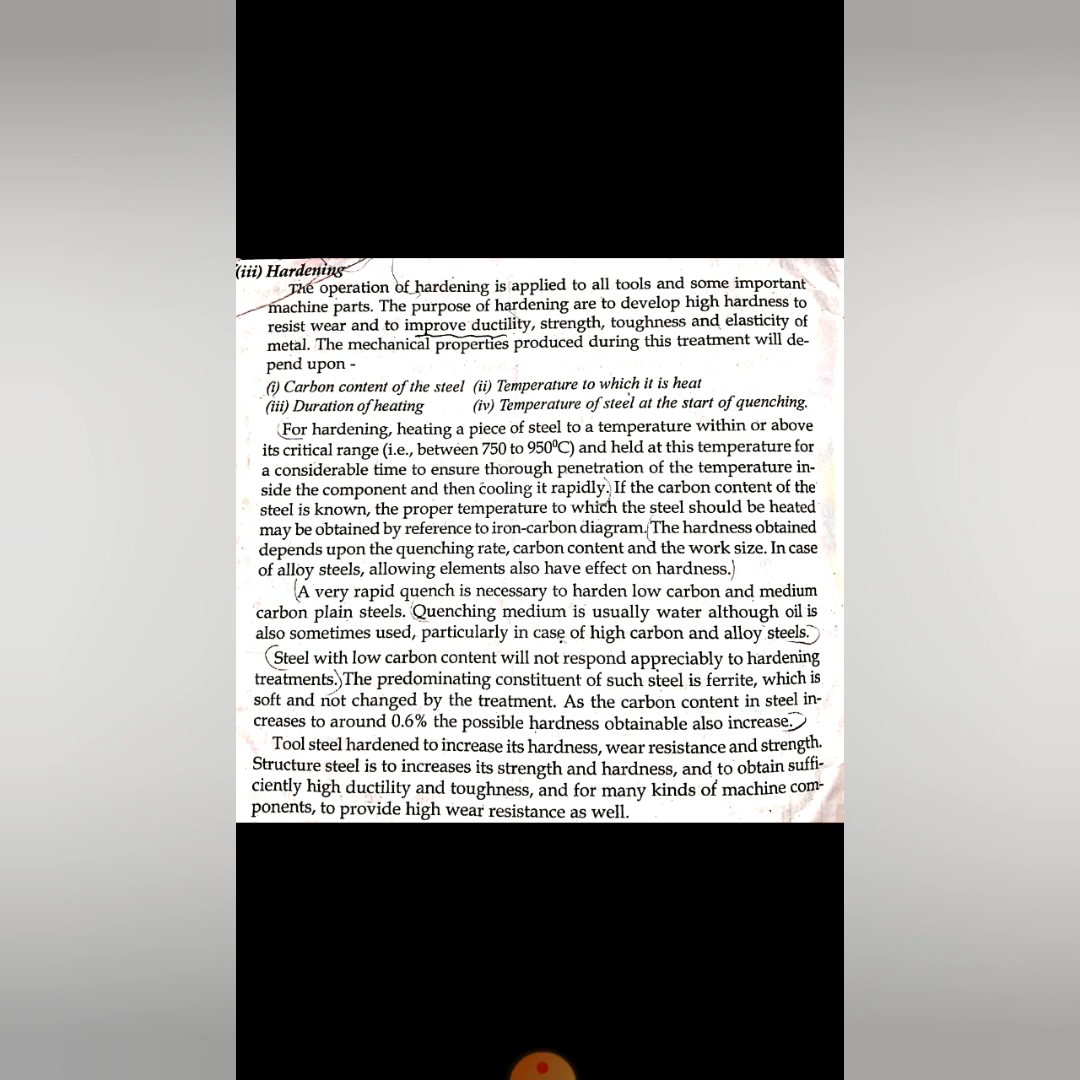 (iii) Hardening
The operation of hardening is applied to all tools and some important
machine parts. The purpose of hardening are to develop high hardness to
resist wear and to improve ductility, strength, toughness and elasticity of
metal. The mechanical properties produced during this treatment will de-
pend upon -
(i) Carbon content of the steel (ii) Temperature to which it is heat
(iii) Duration of heating (iv) Temperature of steel at the start of quenching.
For hardening, heating a piece of steel to a temperature within or above
its critical range (i.e., between 750 to 950⁰C) and held at this temperature for
a considerable time to ensure thorough penetration of the temperature in-
side the component and then cooling it rapidly. If the carbon content of the
steel is known, the proper temperature to which the steel should be heated
may be obtained by reference to iron-carbon diagram. The hardness obtained
depends upon the quenching rate, carbon content and the work size. In case
of alloy steels, allowing elements also have effect on hardness.
A very rapid quench is necessary to harden low carbon and medium
carbon plain steels. Quenching medium is usually water although oil is
also sometimes used, particularly in case of high carbon and alloy steels.
Steel with low carbon content will not respond appreciably to hardening
treatments. The predominating constituent of such steel is ferrite, which is
soft and not changed by the treatment. As the carbon content in steel in-
creases to around 0.6% the possible hardness obtainable also increase.
Tool steel hardened to increase its hardness, wear resistance and strength.
Structure steel is to increases its strength and hardness, and to obtain suffi-
ciently high ductility and toughness, and for many kinds of machine com-
ponents, to provide high wear resistance as well.